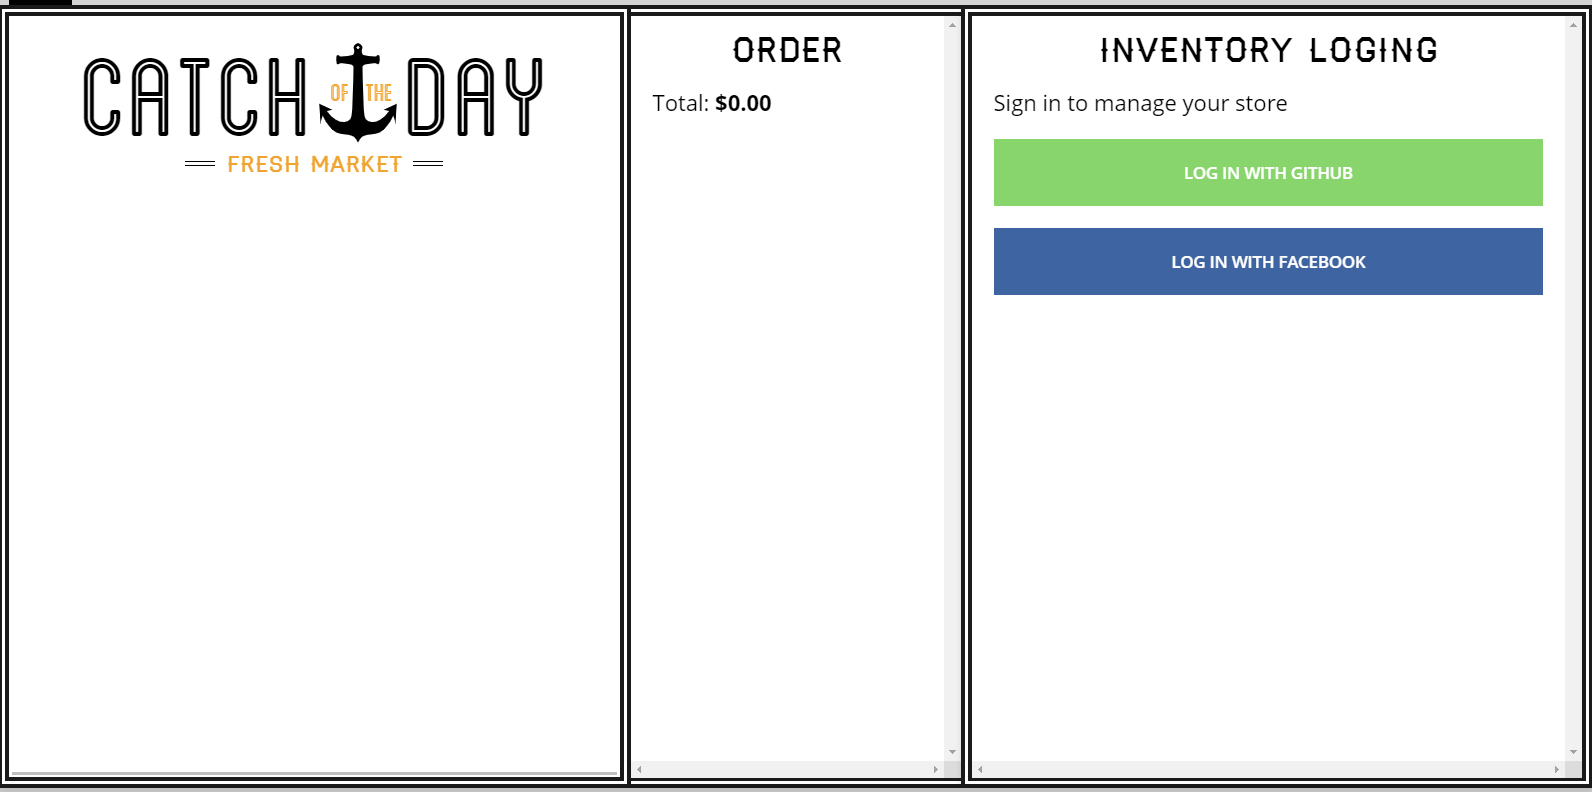 CATCH OF THE DAY
FRESH MARKET
ORDER
Total: $0.00
INVENTORY LOGING
Sign in to manage your store
LOG IN WITH GITHUB
LOG IN WITH FACEBOOK